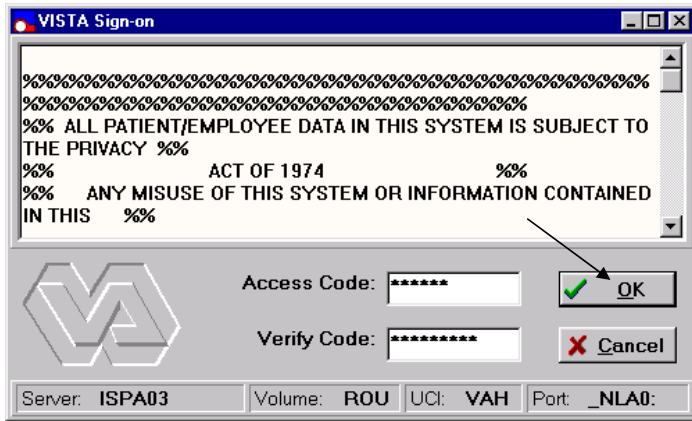 VISTA Sign-on
%%%%%%%%%%%%%%%%%%%%%%%%%%%%%%%%%%%%%%%%%
%%%%%%%%%%%%%%%%%%%%%%%%%%%%%%%%%
%% ALL PATIENT/EMPLOYEE DATA IN THIS SYSTEM IS SUBJECT TO
THE PRIVACY %%
%% ACT OF 1974 %%
%% ANY MISUSE OF THIS SYSTEM OR INFORMATION CONTAINED
IN THIS %%
Access Code: ******
OK
Verify Code: *********
Cancel
Server: ISPA03 Volume: ROU UCI: VAH Port: _NLA0: